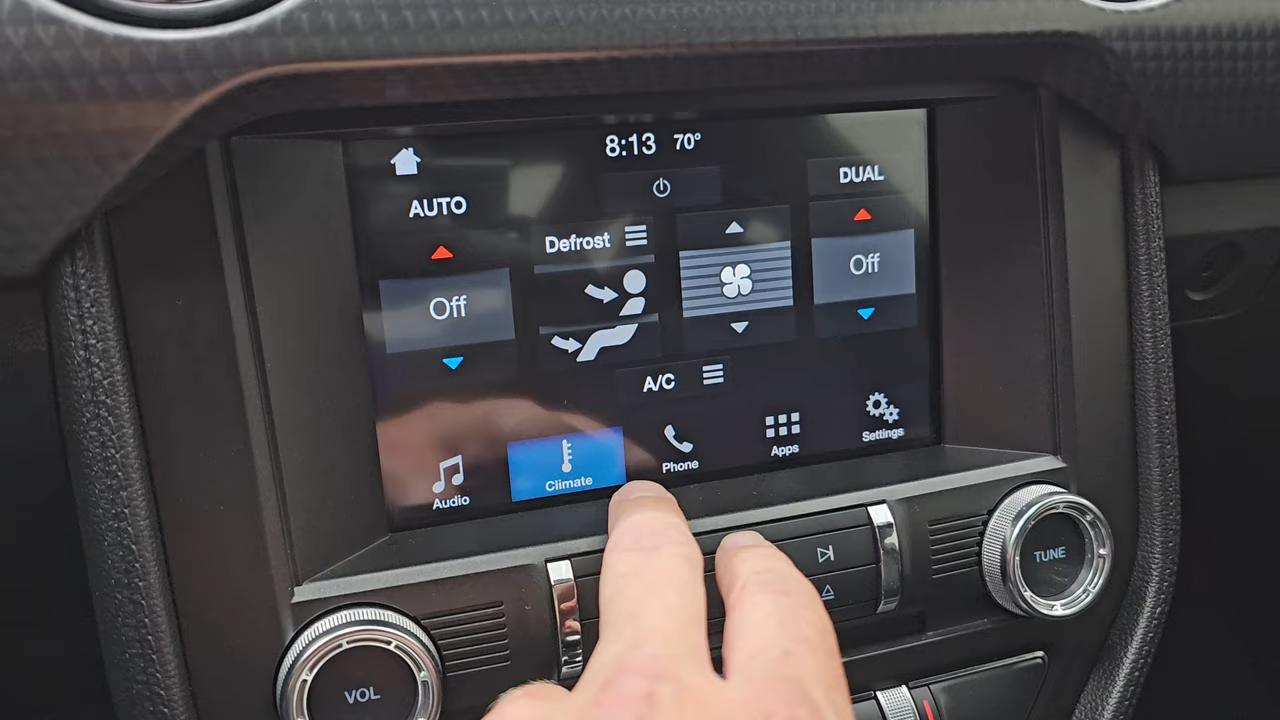 8:13 70°
DUAL
AUTO
Defrost
Off
Off
A/C
Audio
Climate
Phone
Apps
Settings
VOL
TUNE